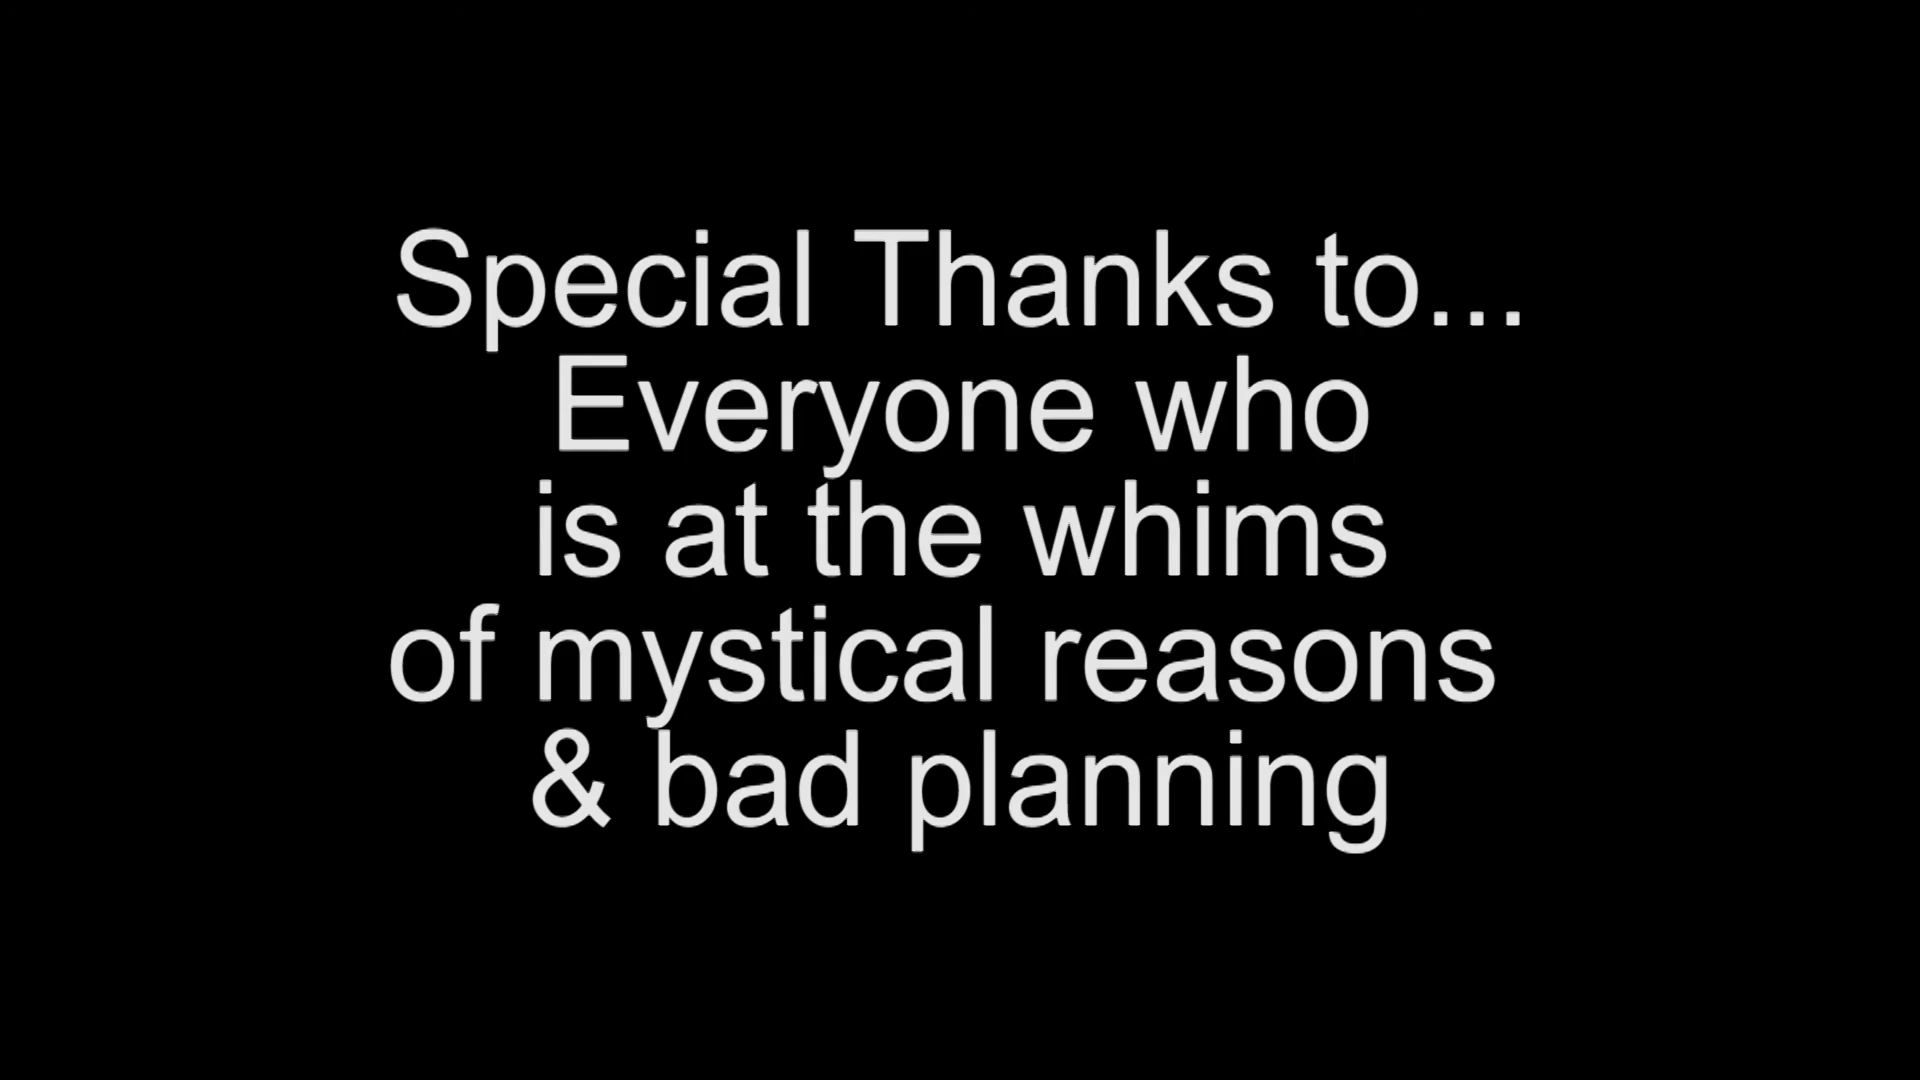 Special Thanks to...
Everyone who
is at the whims
of mystical reasons
& bad planning